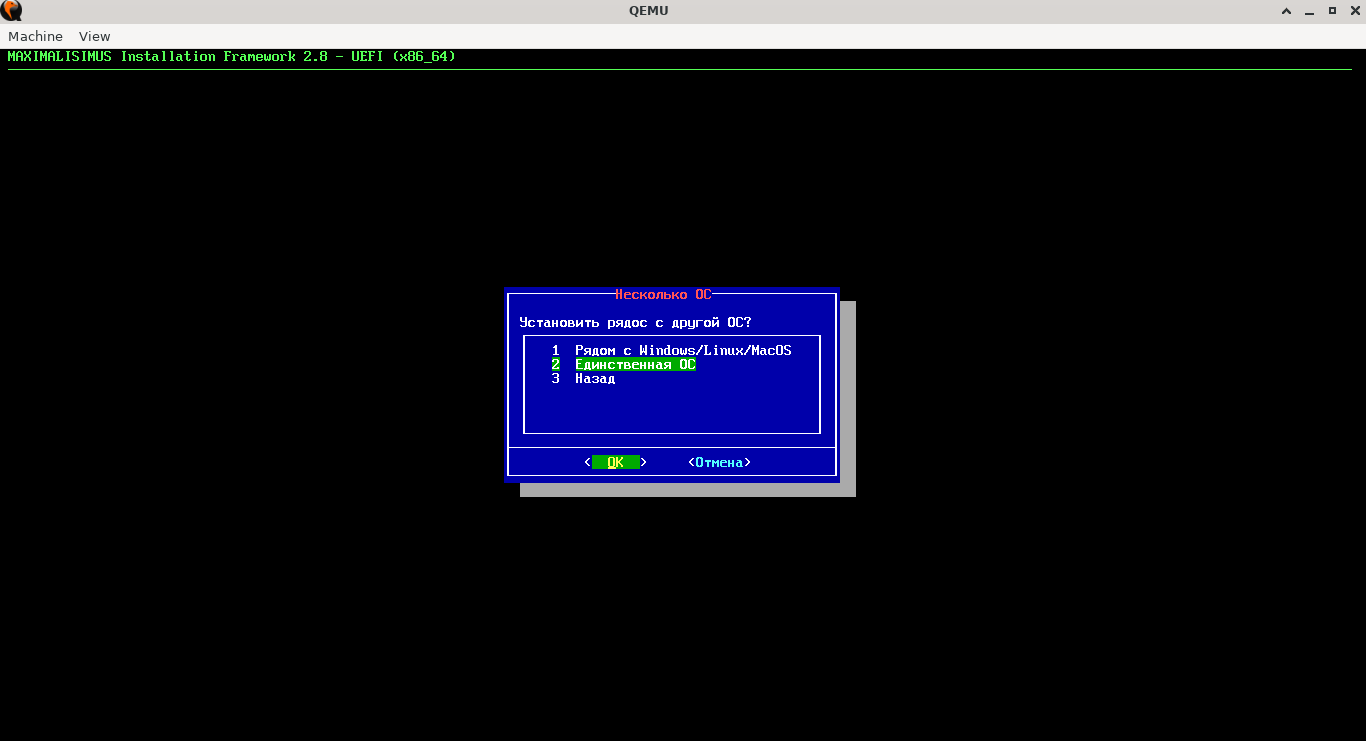 QEMU
Machine View
MAXIMALISIMUS Installation Framework 2.8 - UEFI (x86_64)
Несколько ОС
Установить рядос с другой ОС?
1 Рядом с Windows/Linux/MacOS
2 Единственная ОС
3 Назад
< OK > <Отмена>